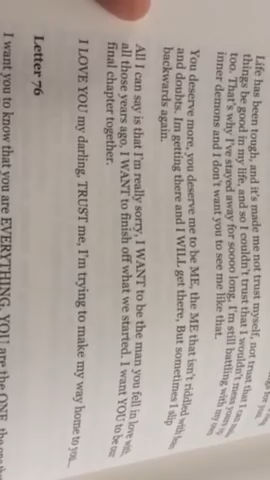 Life has been tough, and it's made me not trust myself, not trust that I can
things be good in my life, and so I couldn't trust that I wouldn't mess yours
too. That's why I've stayed away for soooo long, I'm still battling with my own
inner demons and I don't want you to see me like that.
You deserve more, you deserve me to be ME, the ME that isn't riddled with
and doubts, Im getting there and I WILL get there. But sometimes I slip
backwards again.
All I can say is that I'm really sorry, I WANT to be the man you fell in love with
all those years ago. I WANT to finish off what we started. I want YOU to be my
final chapter together.
I LOVE YOU my darling, TRUST me, I'm trying to make my way home to you
Letter 76
I want you to know that you are EVERYTHING, YOU are the ONE, the one